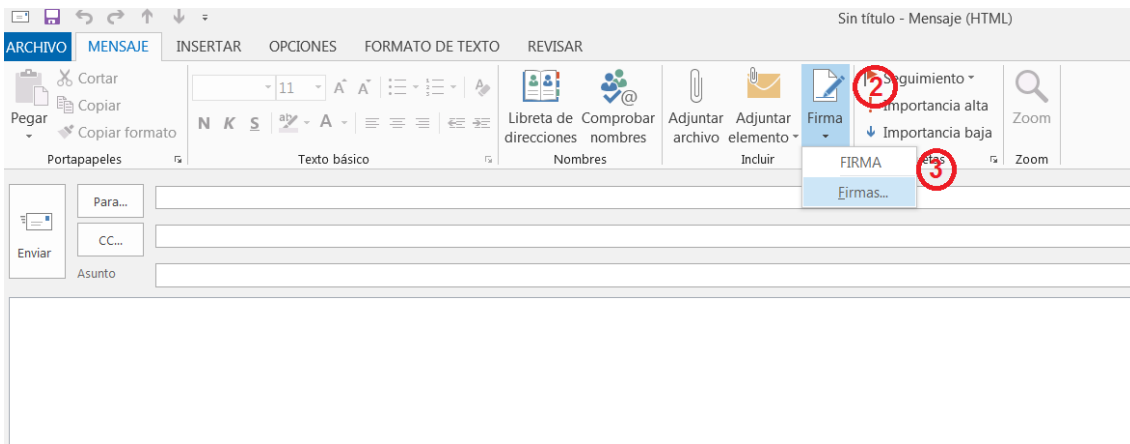 Sin título - Mensaje (HTML)
ARCHIVO MENSAJE INSERTAR OPCIONES FORMATO DE TEXTO REVISAR
Pegar
Cortar
Copiar
Copiar formato
Portapapeles
11 A A
N K S aby A
Texto básico
Libreta de direcciones
Comprobar nombres
@
Nombres
Adjuntar archivo
Adjuntar elemento
Incluir
Firma
2
Seguimiento
Importancia alta
Importancia baja
etas
Zoom
Zoom
FIRMA
3
Firmas...
Enviar
Para...
CC...
Asunto